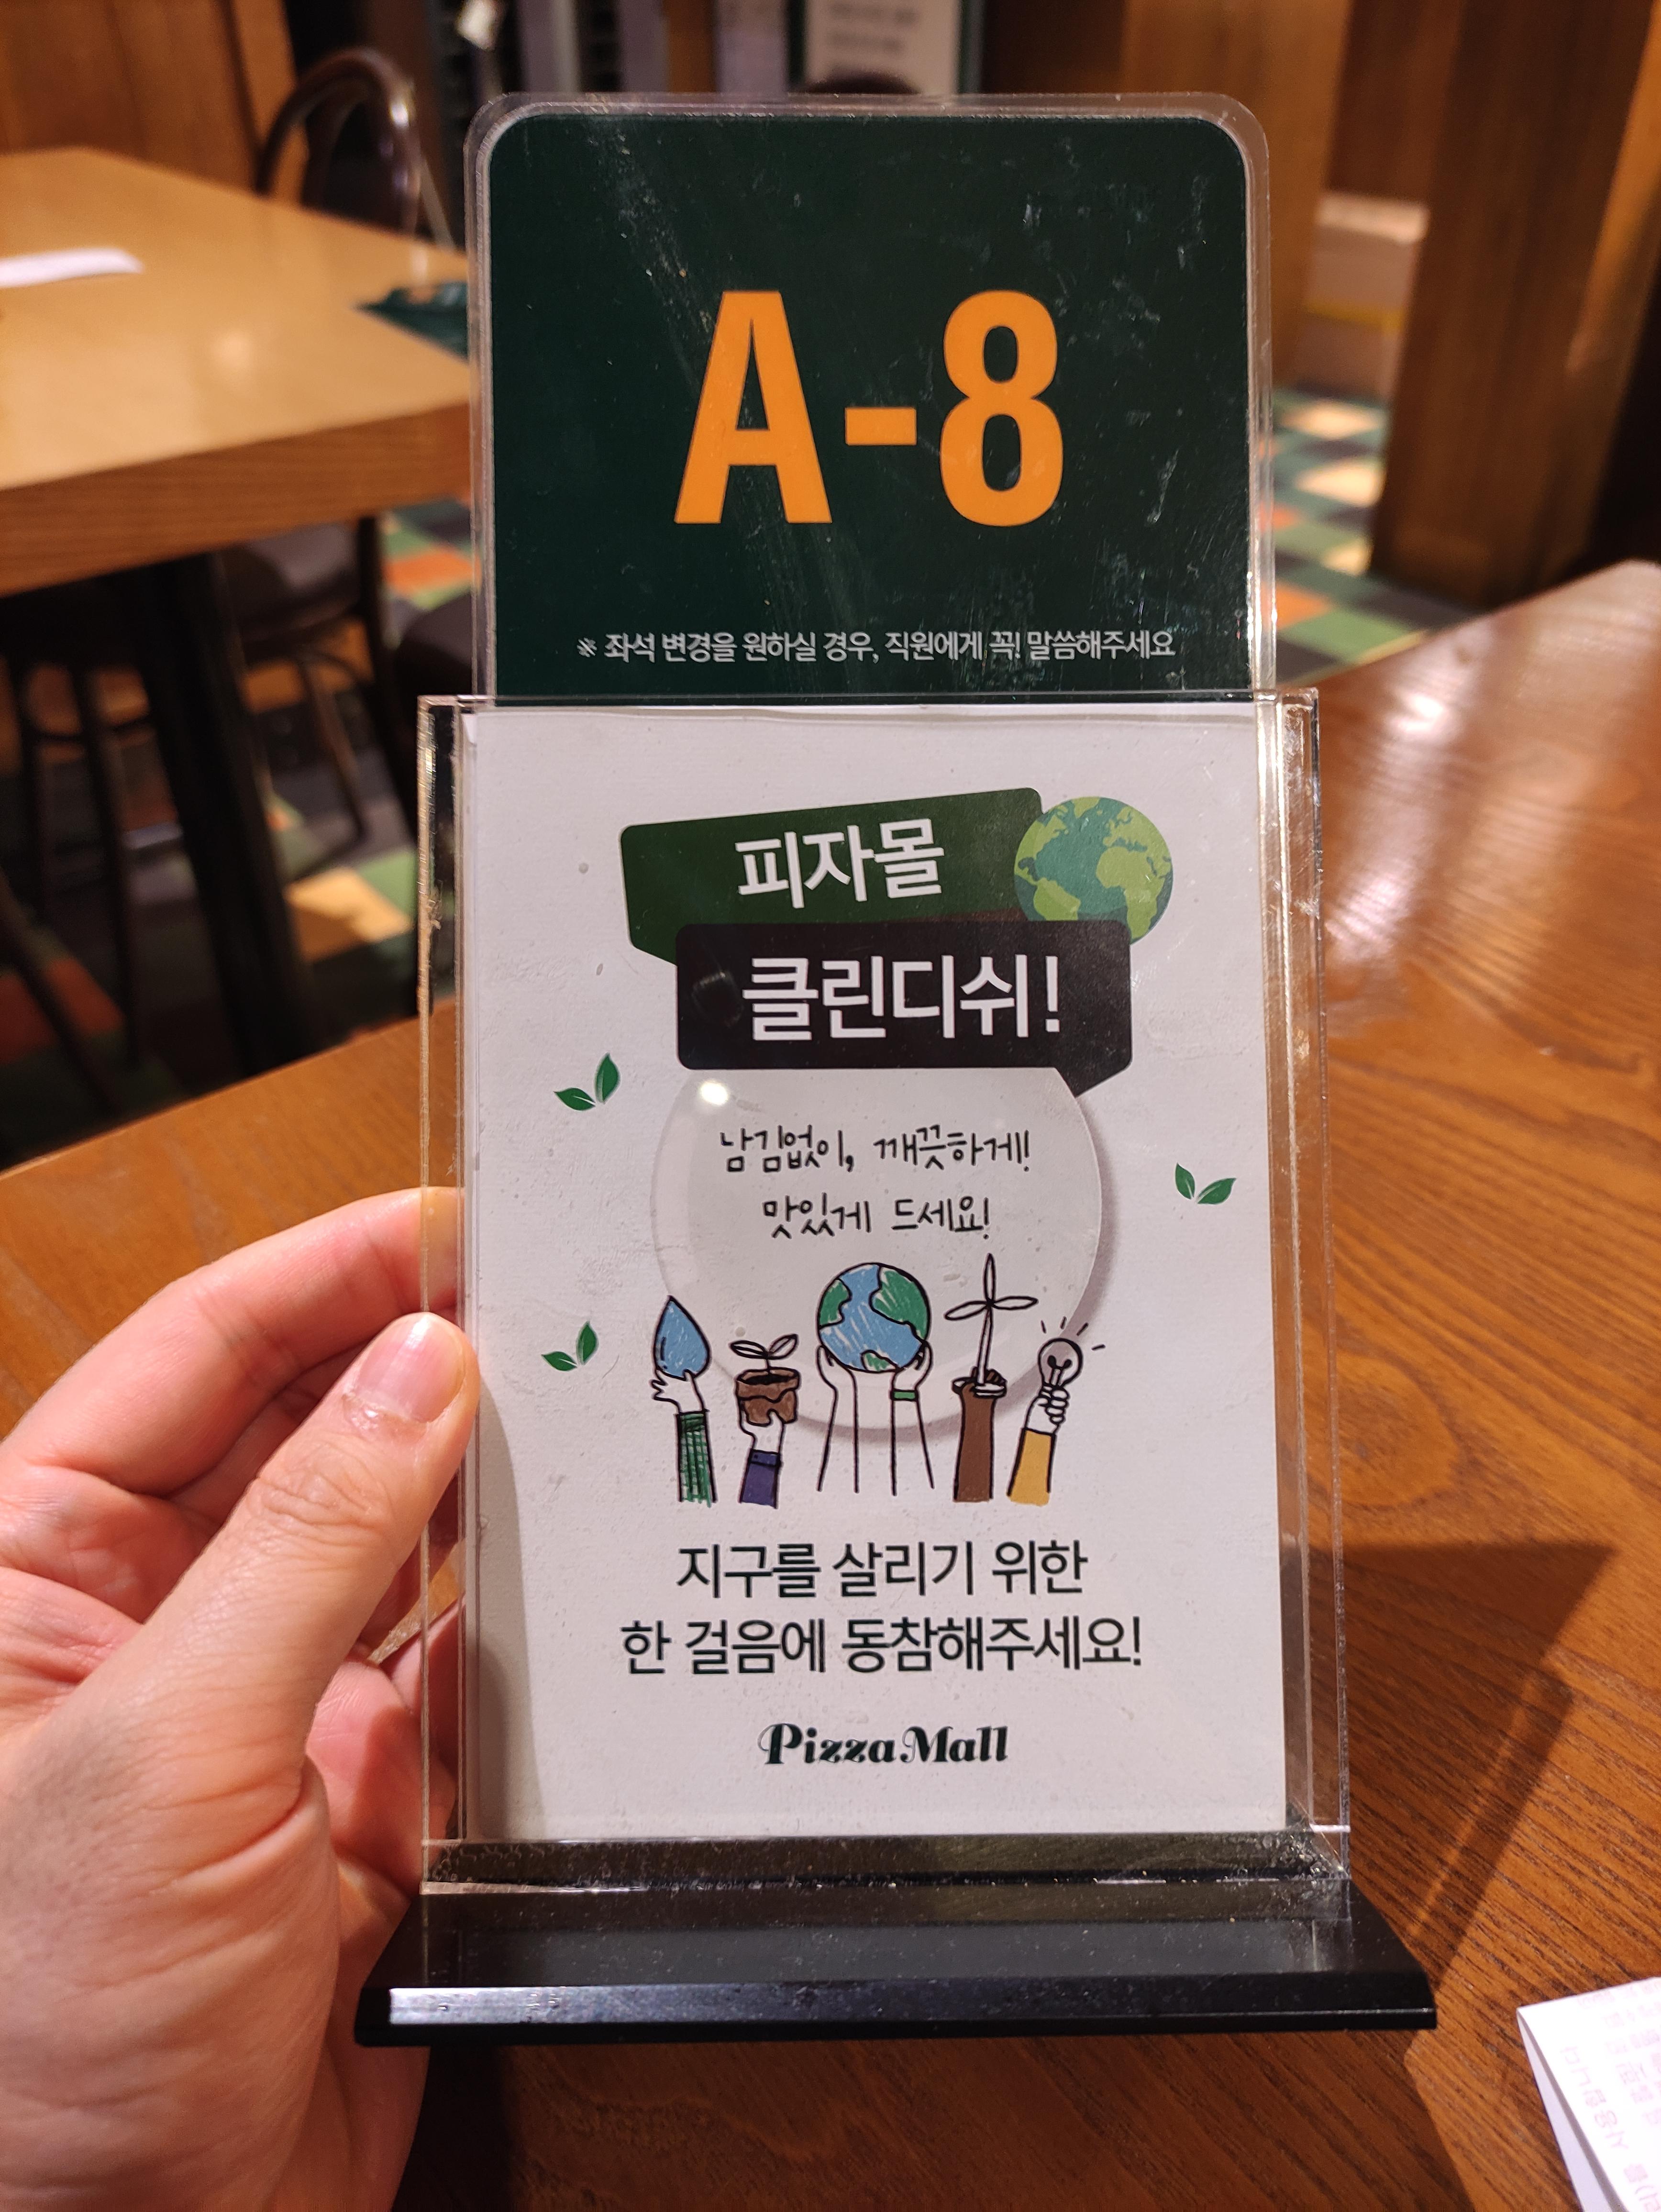 A-8
※ 좌석 변경을 원하실 경우, 직원에게 꼭! 말씀해주세요
피자몰
클린디쉬!
남김없이, 깨끗하게!
맛있게 드세요!
지구를 살리기 위한
한 걸음에 동참해주세요!
Pizza Mall